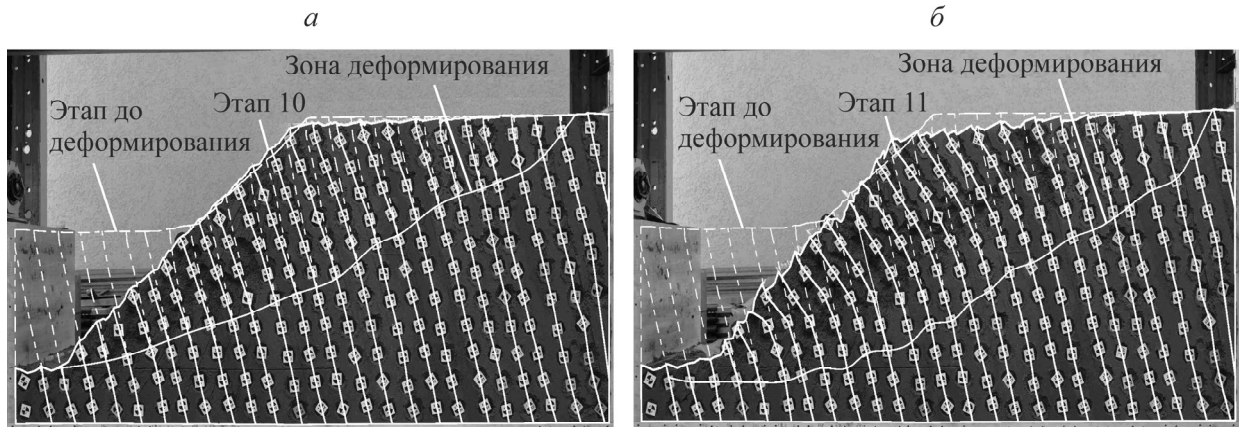 а
б
Зона деформирования
Этап до
деформирования
Этап 10
Зона деформирования
Этап до
деформирования
Этап 11